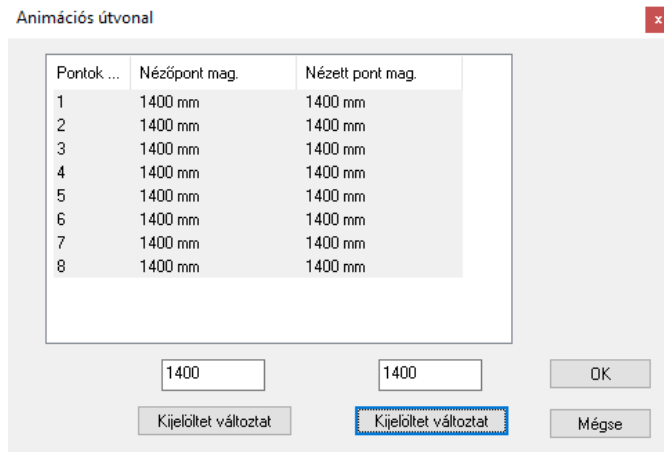 Animációs útvonal
x
Pontok ... Nézőpont mag. Nézett pont mag.
1 1400 mm 1400 mm
2 1400 mm 1400 mm
3 1400 mm 1400 mm
4 1400 mm 1400 mm
5 1400 mm 1400 mm
6 1400 mm 1400 mm
7 1400 mm 1400 mm
8 1400 mm 1400 mm
1400 1400 OK
Kijelöltet változtat Kijelöltet változtat Mégse